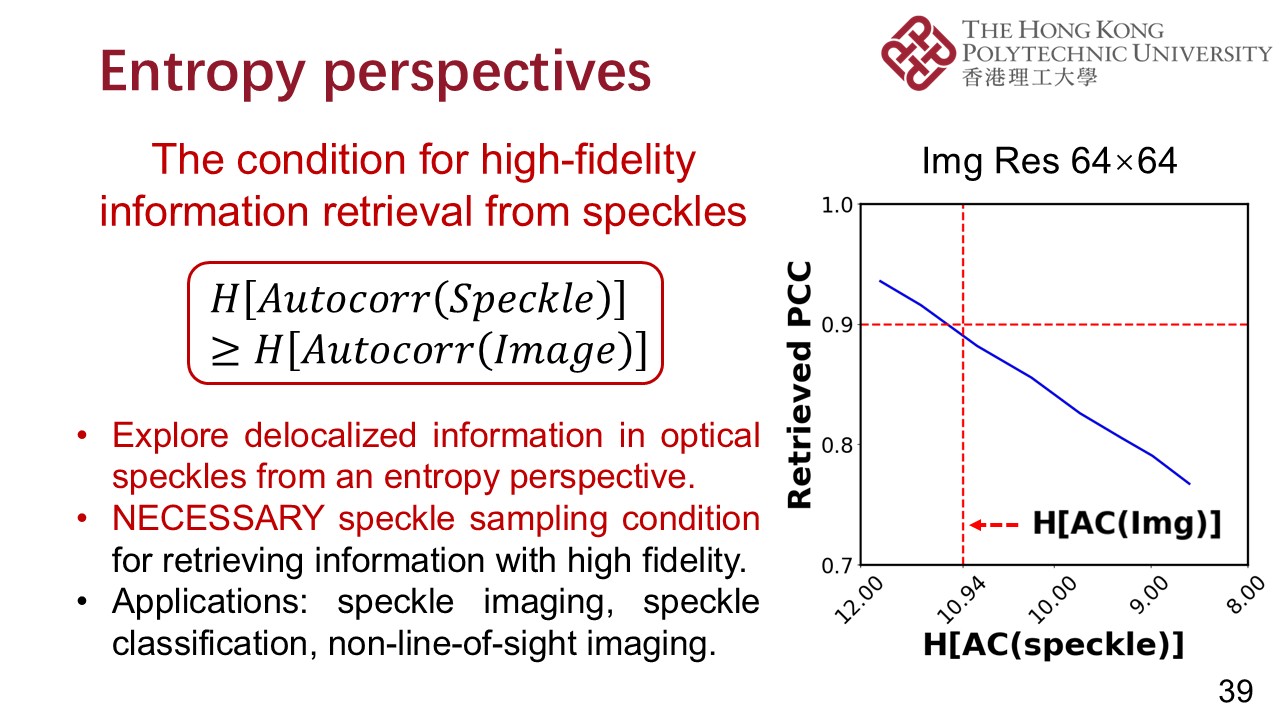 Entropy perspectives
THE HONG KONG
POLYTECHNIC UNIVERSITY
香港理工大學
The condition for high-fidelity
information retrieval from speckles
H[Autocorr(Speckle)]
≥ H[Autocorr(Image)]
• Explore delocalized information in optical
speckles from an entropy perspective.
• NECESSARY speckle sampling condition
for retrieving information with high fidelity.
• Applications: speckle imaging, speckle
classification, non-line-of-sight imaging.
Img Res 64×64
Retrieved PCC
1.0
0.9
0.8
0.7
H[AC(Img)]
12.00
10.94
10.00
9.00
8.00
H[AC(speckle)]
39